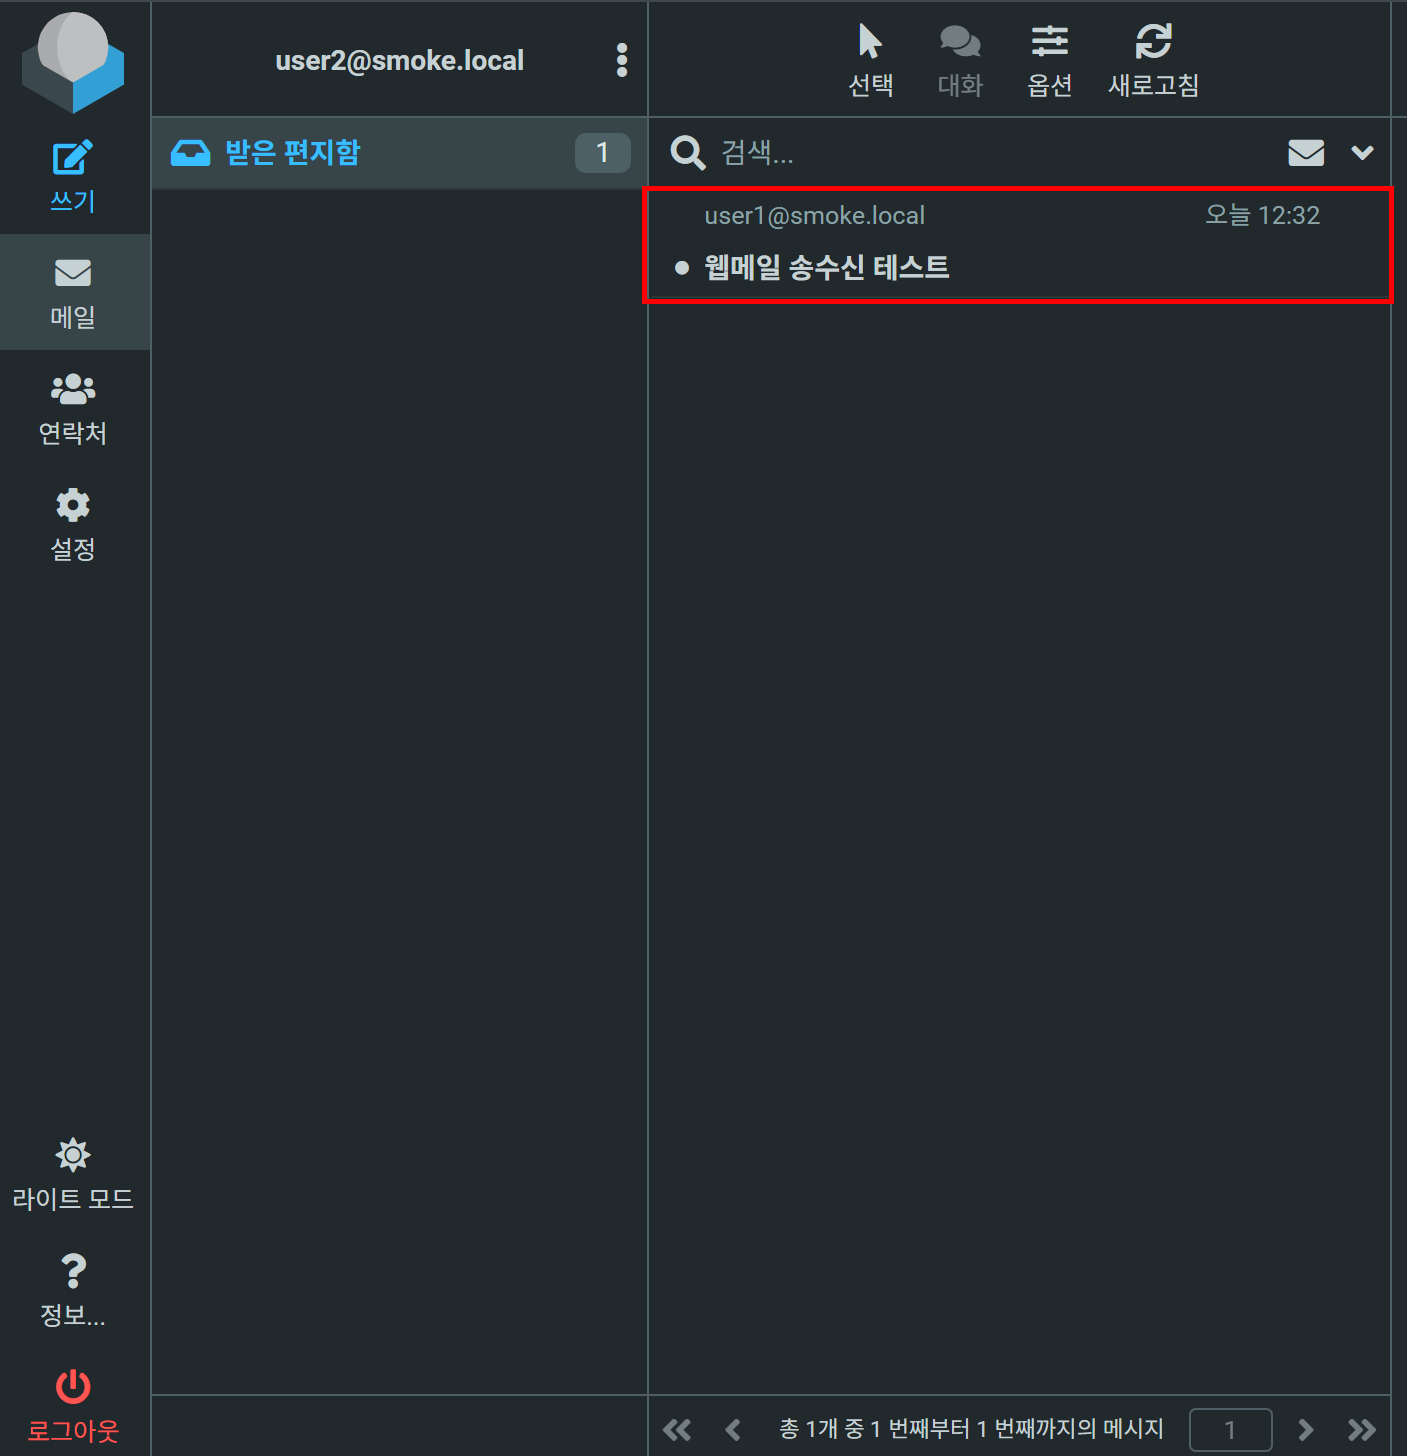 쓰기
메일
연락처
설정
라이트 모드
정보...
로그아웃
user2@smoke.local
받은 편지함
1
선택
대화
옵션
새로고침
검색...
user1@smoke.local
오늘 12:32
웹메일 송수신 테스트
총 1개 중 1 번째부터 1 번째까지의 메시지
1